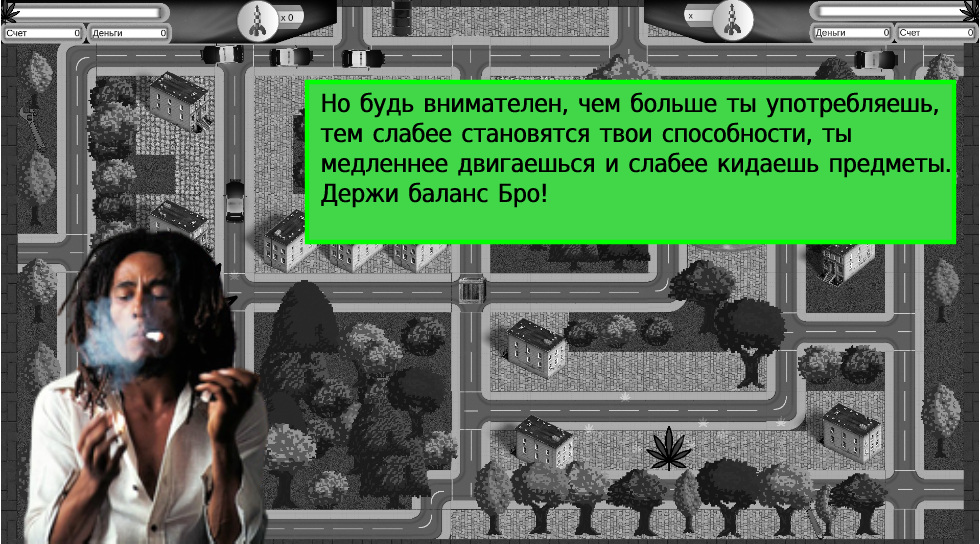 x 0
x
Счет 0
Деньги 0
Деньги 0
Счет 0
Но будь внимателен, чем больше ты употребляешь,
тем слабее становятся твои способности, ты
медленнее двигаешься и слабее кидаешь предметы.
Держи баланс Бро!